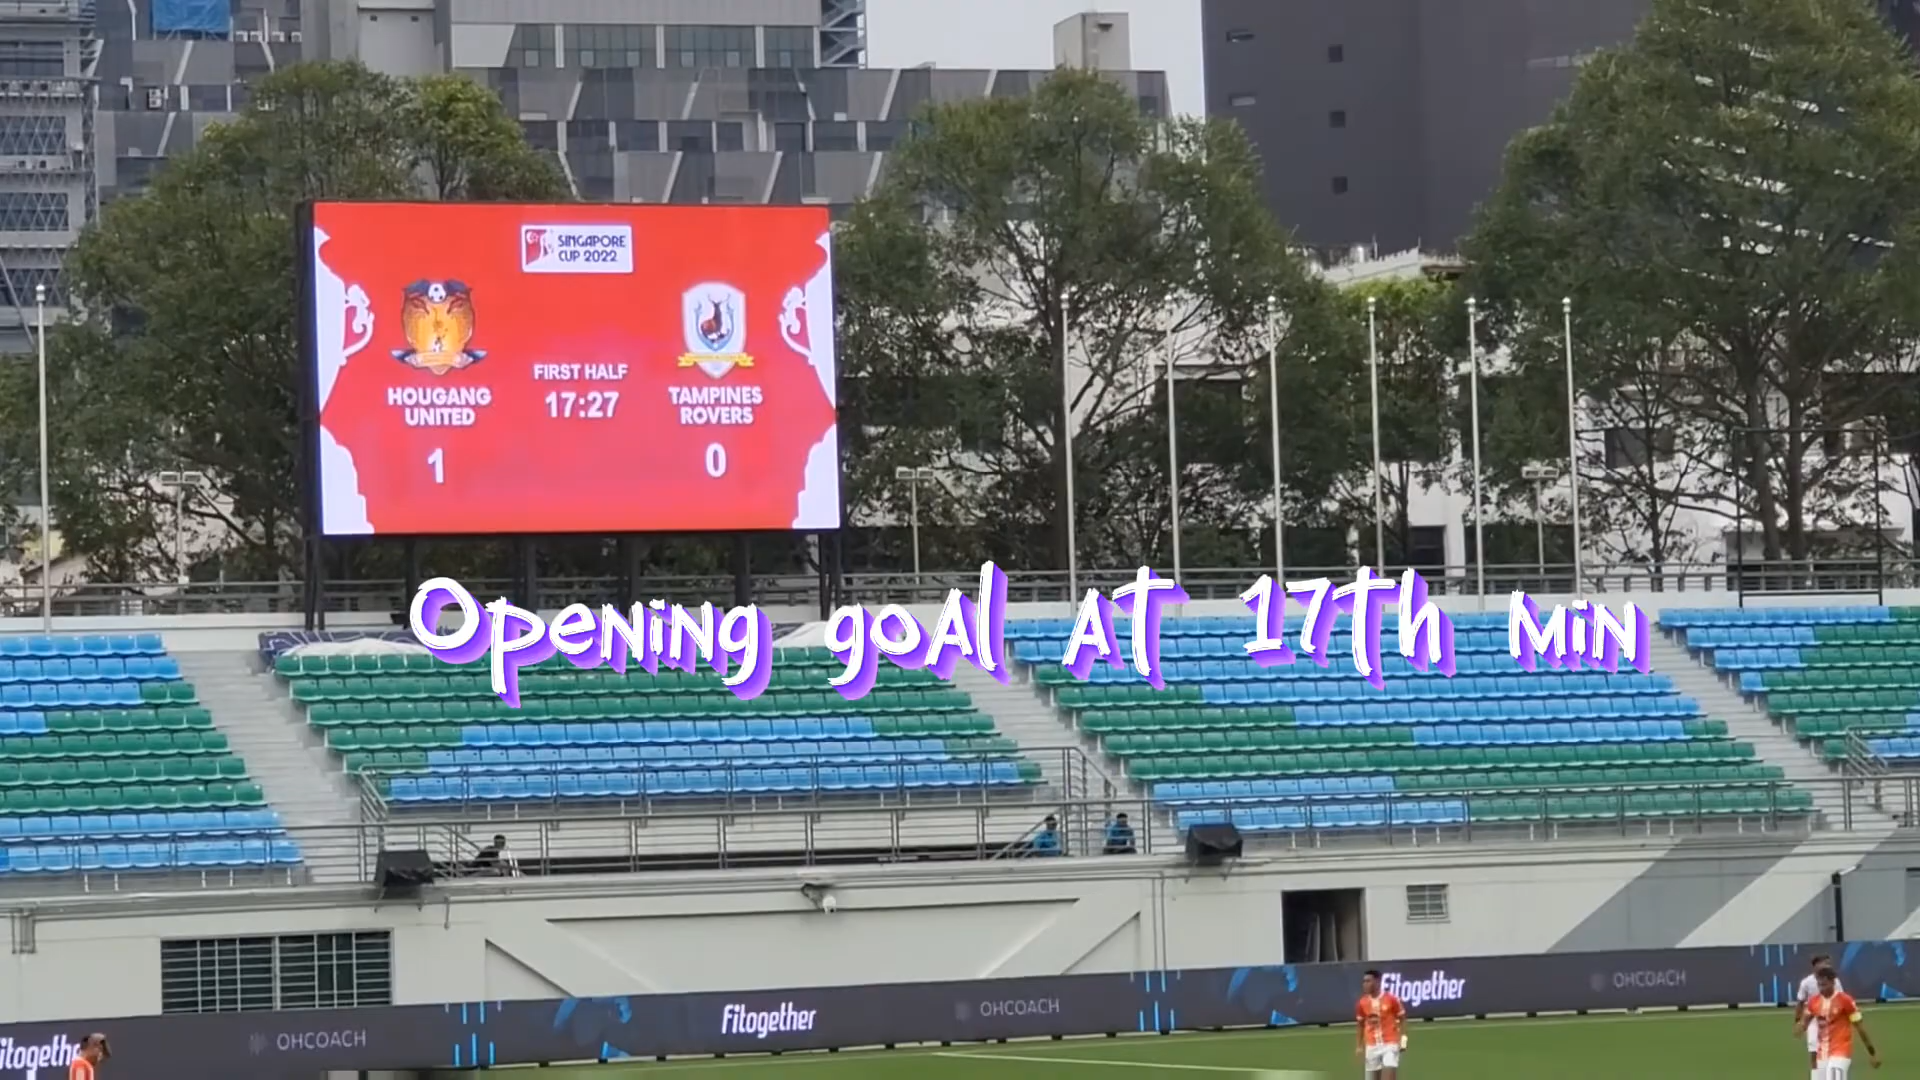 SINGAPORE
CUP 2022
HOUGANG
UNITED
1
FIRST HALF
17:27
TAMPINES
ROVERS
0
Opening goal at 17th min
Fitogether
OHCOACH
Fitogether
OHCOACH
itogethe
OHCOACH